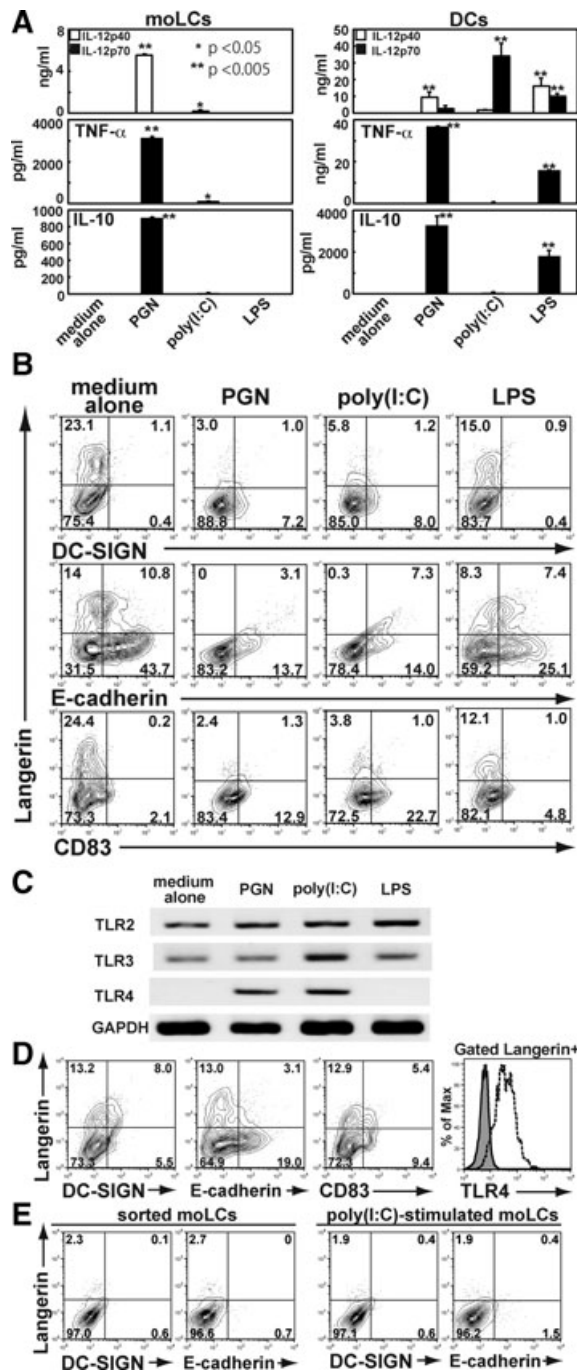 A
moLCs
DCs
IL-12p40
IL-12p70
* p <0.05
** p <0.005
ng/ml
6
3
0
**
*
IL-12p40
IL-12p70
ng/ml
50
40
30
20
10
0
**
**
** **
TNF-α
pg/ml
4000
2000
0
**
*
TNF-α
ng/ml
40
20
0
**
**
IL-10
pg/ml
1000
800
600
400
200
0
**
IL-10
pg/ml
4000
2000
0
**
**
medium alone
PGN
poly(I:C)
LPS
medium alone
PGN
poly(I:C)
LPS
B
medium alone
PGN
poly(I:C)
LPS
23.1 1.1 3.0 1.0 5.8 1.2 15.0 0.9
75.4 0.4 88.8 7.2 85.0 8.0 83.7 0.4
DC-SIGN
14 10.8 0 3.1 0.3 7.3 8.3 7.4
31.5 43.7 83.2 13.7 78.4 14.0 59.2 25.1
E-cadherin
24.4 0.2 2.4 1.3 3.8 1.0 12.1 1.0
73.3 2.1 83.4 12.9 72.5 22.7 82.1 4.8
CD83
Langerin
C
medium alone
PGN
poly(I:C)
LPS
TLR2
TLR3
TLR4
GAPDH
D
Gated Langerin+
13.2 8.0 13.0 3.1 12.9 5.4
73.3 5.5 64.9 19.0 72.3 9.4
Langerin
DC-SIGN
E-cadherin
CD83
% of Max
100
80
60
40
20
0
TLR4
E
sorted moLCs
poly(I:C)-stimulated moLCs
2.3 0.1 2.7 0 1.9 0.4 1.9 0.4
97.0 0.6 96.6 0.7 97.1 0.6 96.2 1.5
Langerin
DC-SIGN
E-cadherin
DC-SIGN
E-cadherin